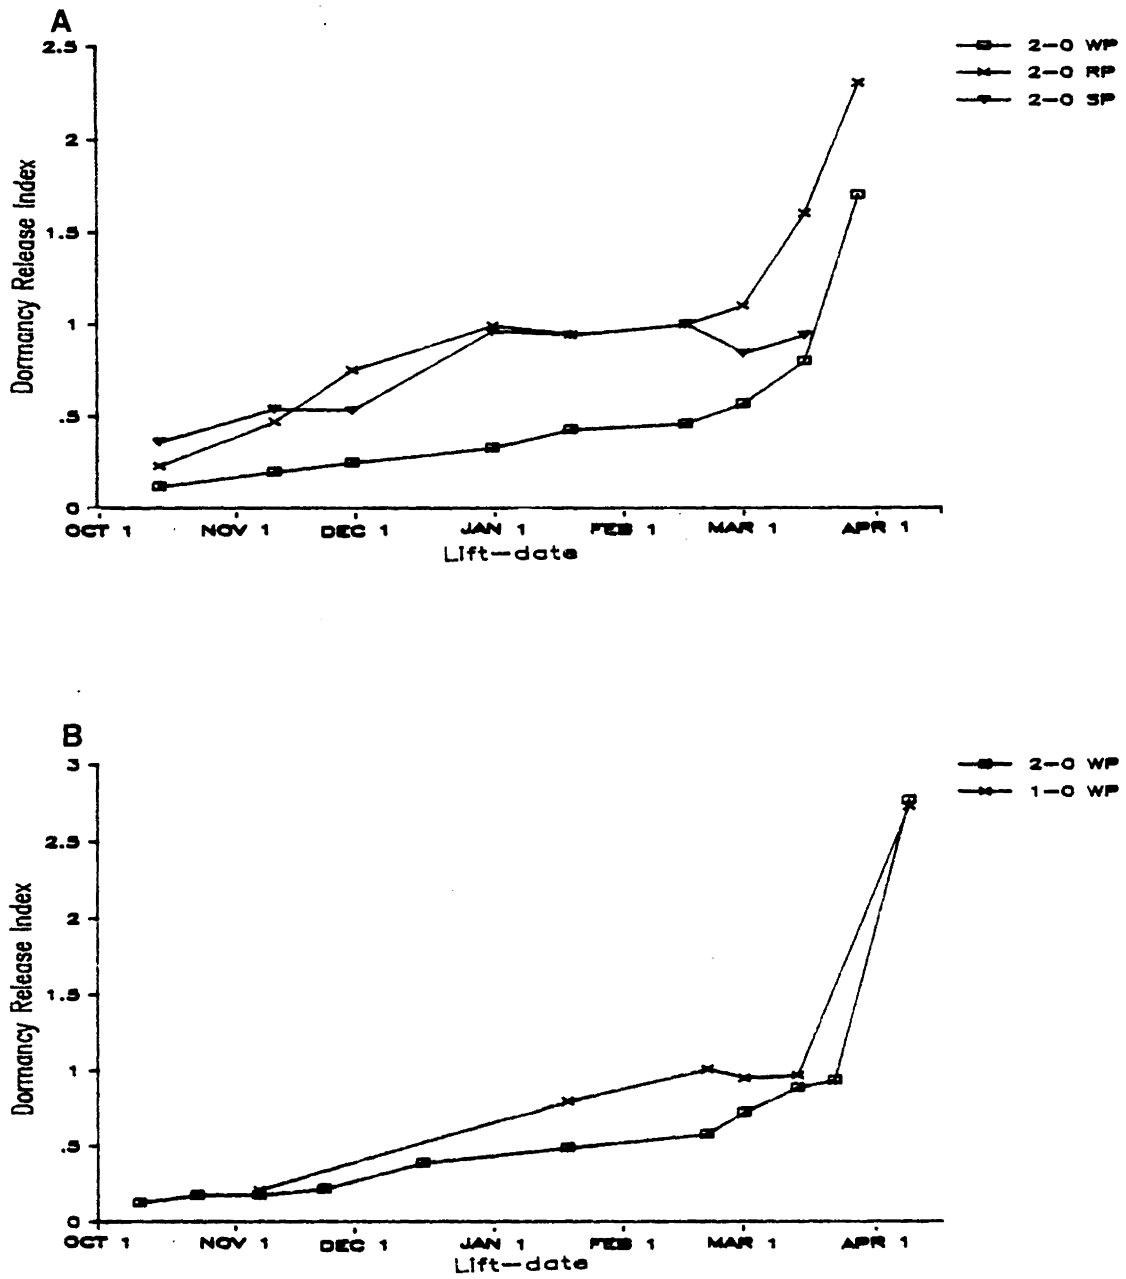 A
2.5
2
1.5
1
.5
0
Dormancy Release Index
OCT 1 NOV 1 DEC 1 JAN 1 FEB 1 MAR 1 APR 1
Lift-date
2-0 WP
2-0 RP
2-0 SP
B
3
2.5
2
1.5
1
.5
0
Dormancy Release Index
OCT 1 NOV 1 DEC 1 JAN 1 FEB 1 MAR 1 APR 1
Lift-date
2-0 WP
1-0 WP